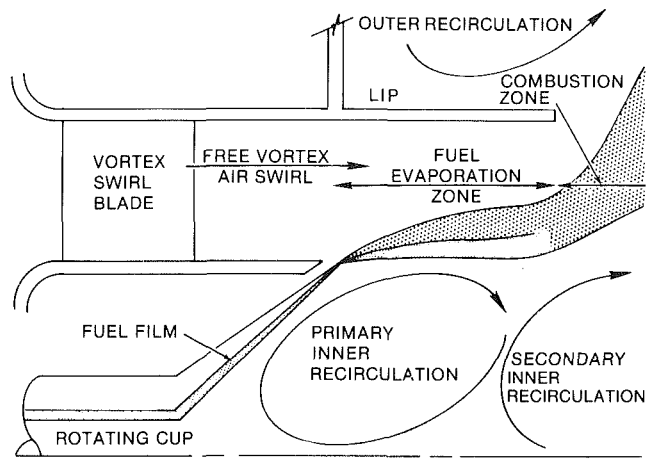 OUTER RECIRCULATION
LIP
COMBUSTION
ZONE
VORTEX
SWIRL
BLADE
FREE VORTEX
AIR SWIRL
FUEL
EVAPORATION
ZONE
FUEL FILM
PRIMARY
INNER
RECIRCULATION
SECONDARY
INNER
RECIRCULATION
ROTATING CUP